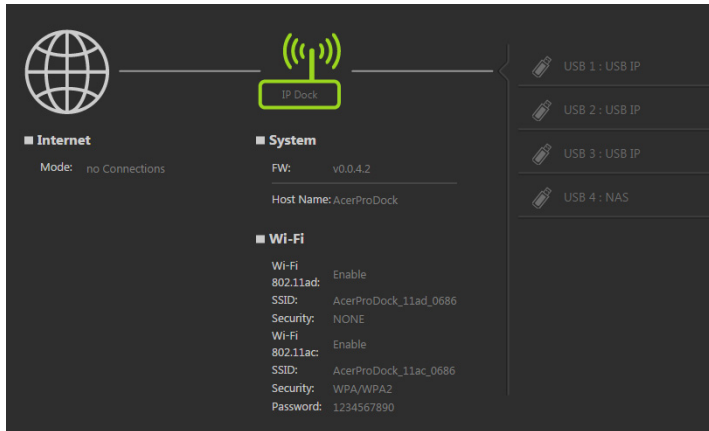 IP Dock
Internet
Mode: no Connections
System
FW: v0.0.4.2
Host Name: AcerProDock
Wi-Fi
Wi-Fi
802.11ad: Enable
SSID: AcerProDock_11ad_0686
Security: NONE
Wi-Fi
802.11ac: Enable
SSID: AcerProDock_11ac_0686
Security: WPA/WPA2
Password: 1234567890
USB 1 : USB IP
USB 2 : USB IP
USB 3 : USB IP
USB 4 : NAS